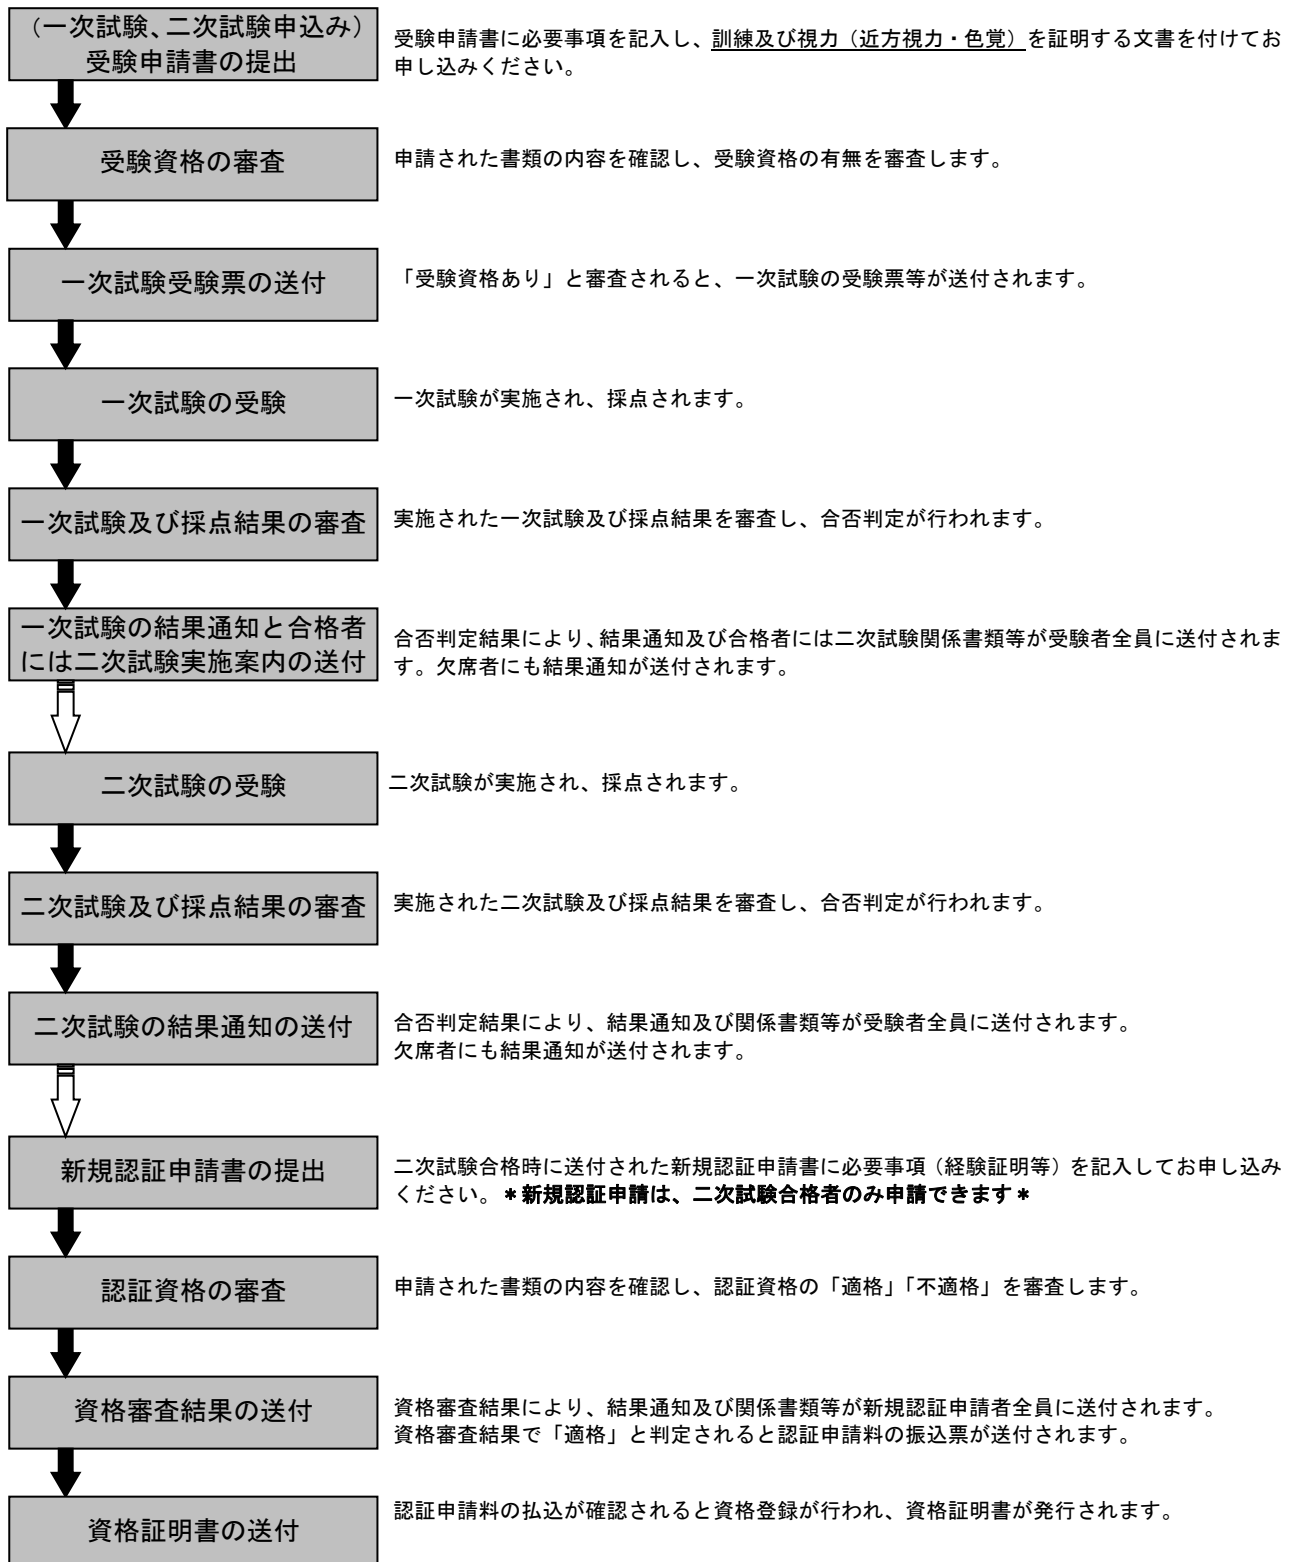 （一次試験、二次試験申込み）
受験申請書の提出
受験申請書に必要事項を記入し、訓練及び視力（近方視力・色覚）を証明する文書を付けてお
申し込みください。
受験資格の審査
申請された書類の内容を確認し、受験資格の有無を審査します。
一次試験受験票の送付
「受験資格あり」と審査されると、一次試験の受験票等が送付されます。
一次試験の受験
一次試験が実施され、採点されます。
一次試験及び採点結果の審査
実施された一次試験及び採点結果を審査し、合否判定が行われます。
一次試験の結果通知と合格者
には二次試験実施案内の送付
合否判定結果により、結果通知及び合格者には二次試験関係書類等が受験者全員に送付されま
す。欠席者にも結果通知が送付されます。
二次試験の受験
二次試験が実施され、採点されます。
二次試験及び採点結果の審査
実施された二次試験及び採点結果を審査し、合否判定が行われます。
二次試験の結果通知の送付
合否判定結果により、結果通知及び関係書類等が受験者全員に送付されます。
欠席者にも結果通知が送付されます。
新規認証申請書の提出
二次試験合格時に送付された新規認証申請書に必要事項（経験証明等）を記入してお申し込み
ください。＊新規認証申請は、二次試験合格者のみ申請できます＊
認証資格の審査
申請された書類の内容を確認し、認証資格の「適格」「不適格」を審査します。
資格審査結果の送付
資格審査結果により、結果通知及び関係書類等が新規認証申請者全員に送付されます。
資格審査結果で「適格」と判定されると認証申請料の振込票が送付されます。
資格証明書の送付
認証申請料の払込が確認されると資格登録が行われ、資格証明書が発行されます。